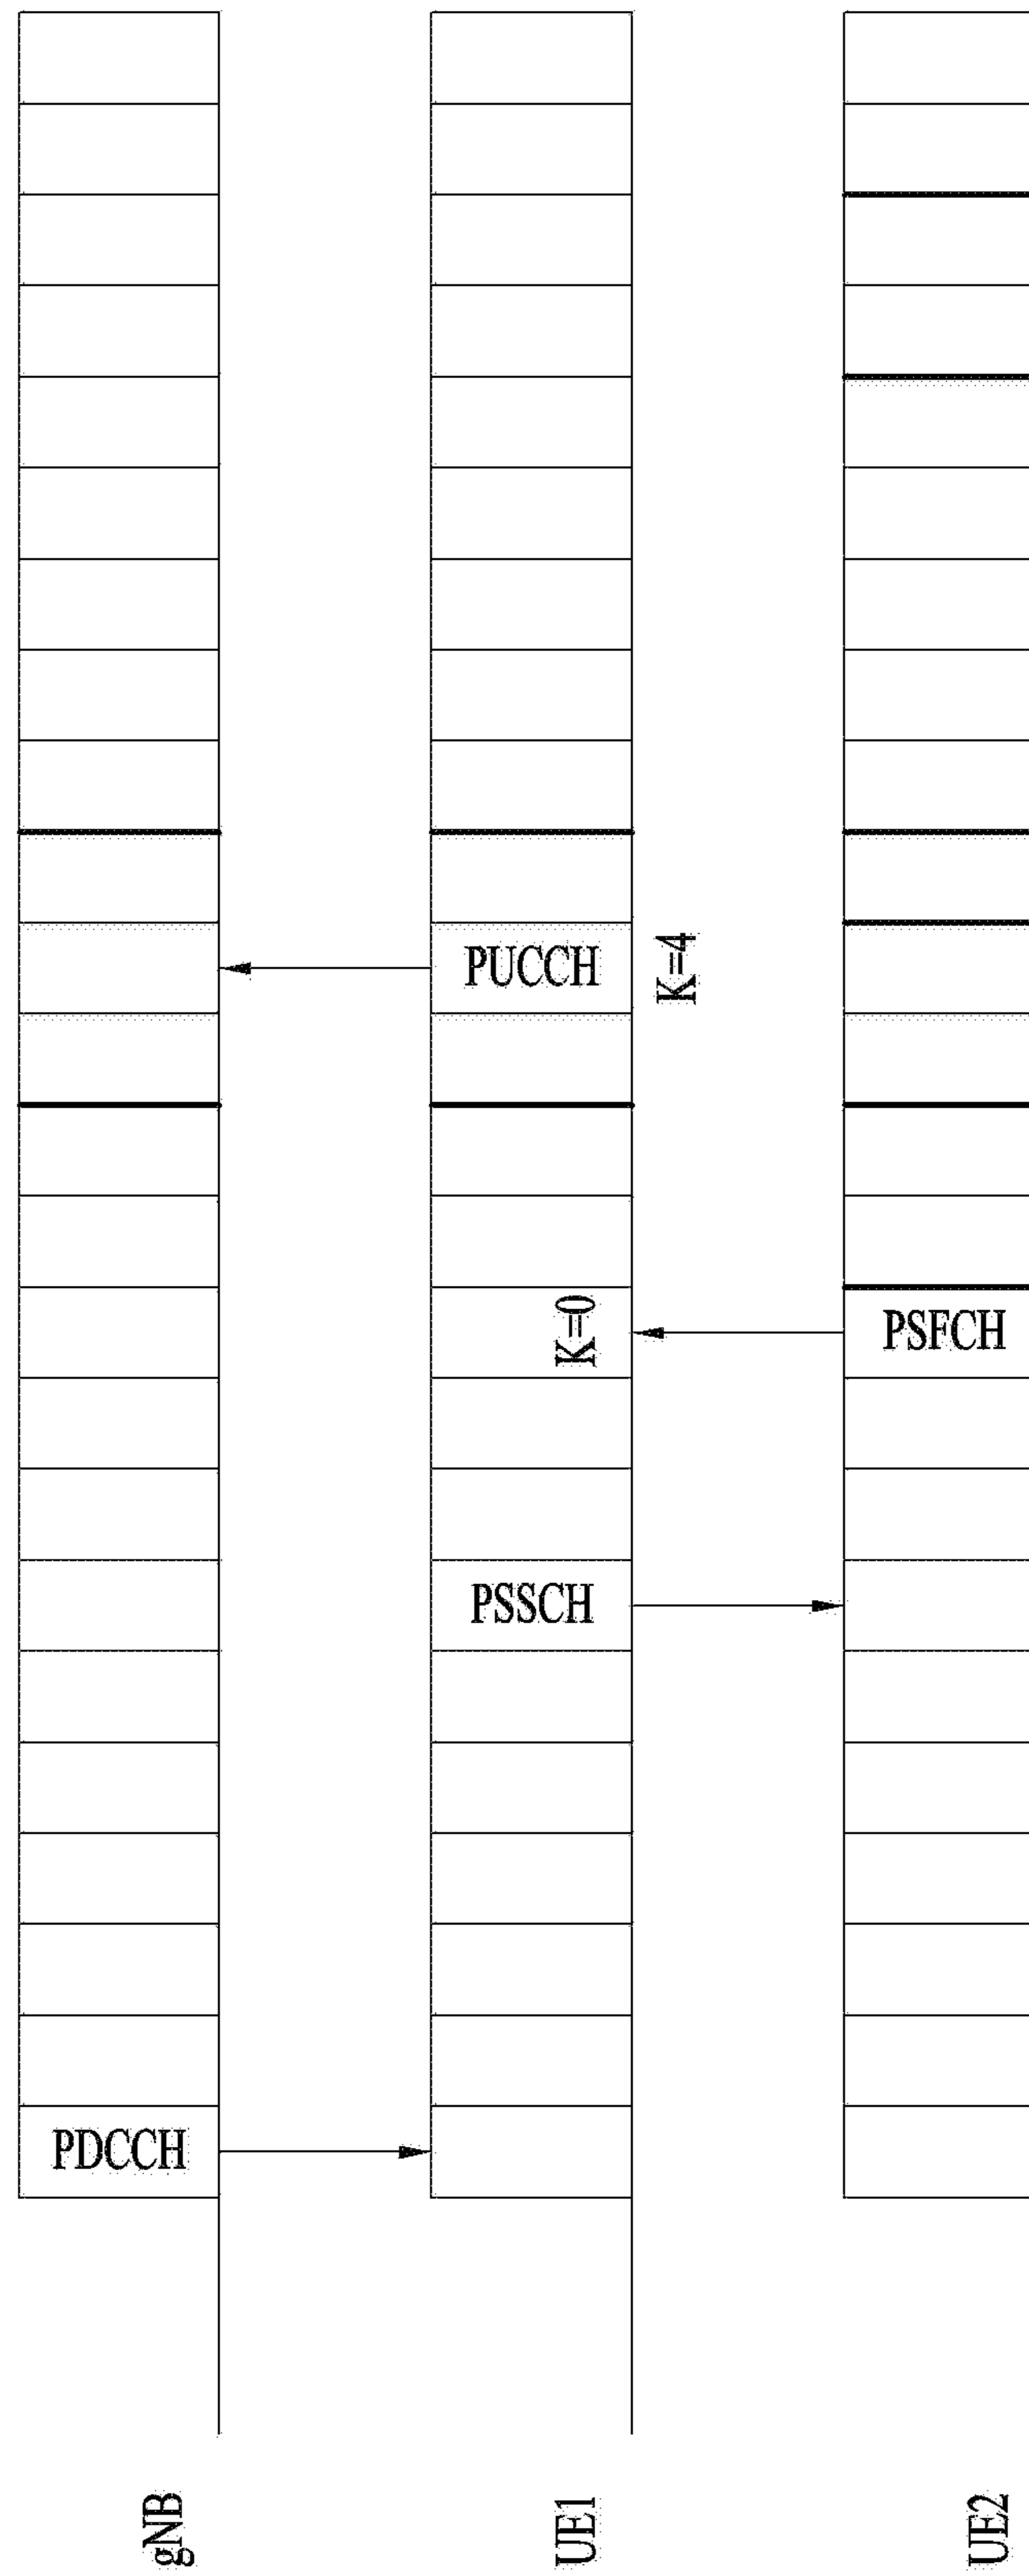 PUCCH
K=4
K=0
PSFCH
PSSCH
PDCCH
gNB
UE1
UE2